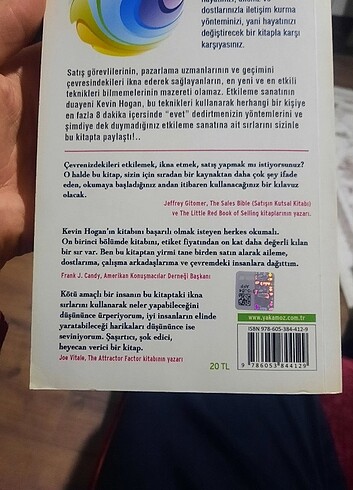 hayatınızı, aileniz ve
dostlarınızla iletişim kurma
yönteminizi, yani hayatınızı
değiştirecek bir kitapla karşı
karşıyasınız.
Satış görevlilerinin, pazarlama uzmanlarının ve geçimini
çevresindekileri ikna ederek sağlayanların, en yeni ve en etkili
teknikleri bilmemelerinin mazereti olamaz. Etkileme sanatının
duayeni Kevin Hogan, bu teknikleri kullanarak herhangi bir kişiye
en fazla 8 dakika içersinde "evet" dedirtmenizin yöntemlerini ve
şimdiye dek duymadığınız etkileme sanatına ait sırlarını sizinle
bu kitapta paylaştı!..
Çevrenizdekileri etkilemek, ikna etmek, satış yapmak mı istiyorsunuz?
O halde bu kitap, sizin için sıradan bir kaynaktan daha çok şey ifade
eden, okumaya başladığınız andan itibaren kullanacağınız bir kılavuz
olacak.
Jeffrey Gitomer, The Sales Bible (Satışın Kutsal Kitabı)
ve The Little Red Book of Selling kitaplarının yazarı.
Kevin Hogan'ın kitabını başarılı olmak isteyen herkes okumalı.
On birinci bölümde kitabını, etiket fiyatından on kat daha değerli kılan
bir sır var. Ben bu kitaptan yirmi tane birden satın alarak aileme,
dostlarıma, çalışma arkadaşlarıma ve çevremdeki insanlara dağıttım.
Frank J. Candy, Amerikan Konuşmacılar Derneği Başkanı
Kötü amaçlı bir insanın bu kitaptaki ikna
sırlarını kullanarak neler yapabileceğini
düşününce ürperiyorum, iyi insanların elinde
yaratabileceği harikaları düşününce ise
seviniyorum. Şaşırtıcı, şok edici,
heyecan verici bir kitap.
Joe Vitale, The Attractor Factor kitabının yazarı
20 TL
ISBN 978-605-384-412-9
www.yakamoz.com.tr
9 786053 844129